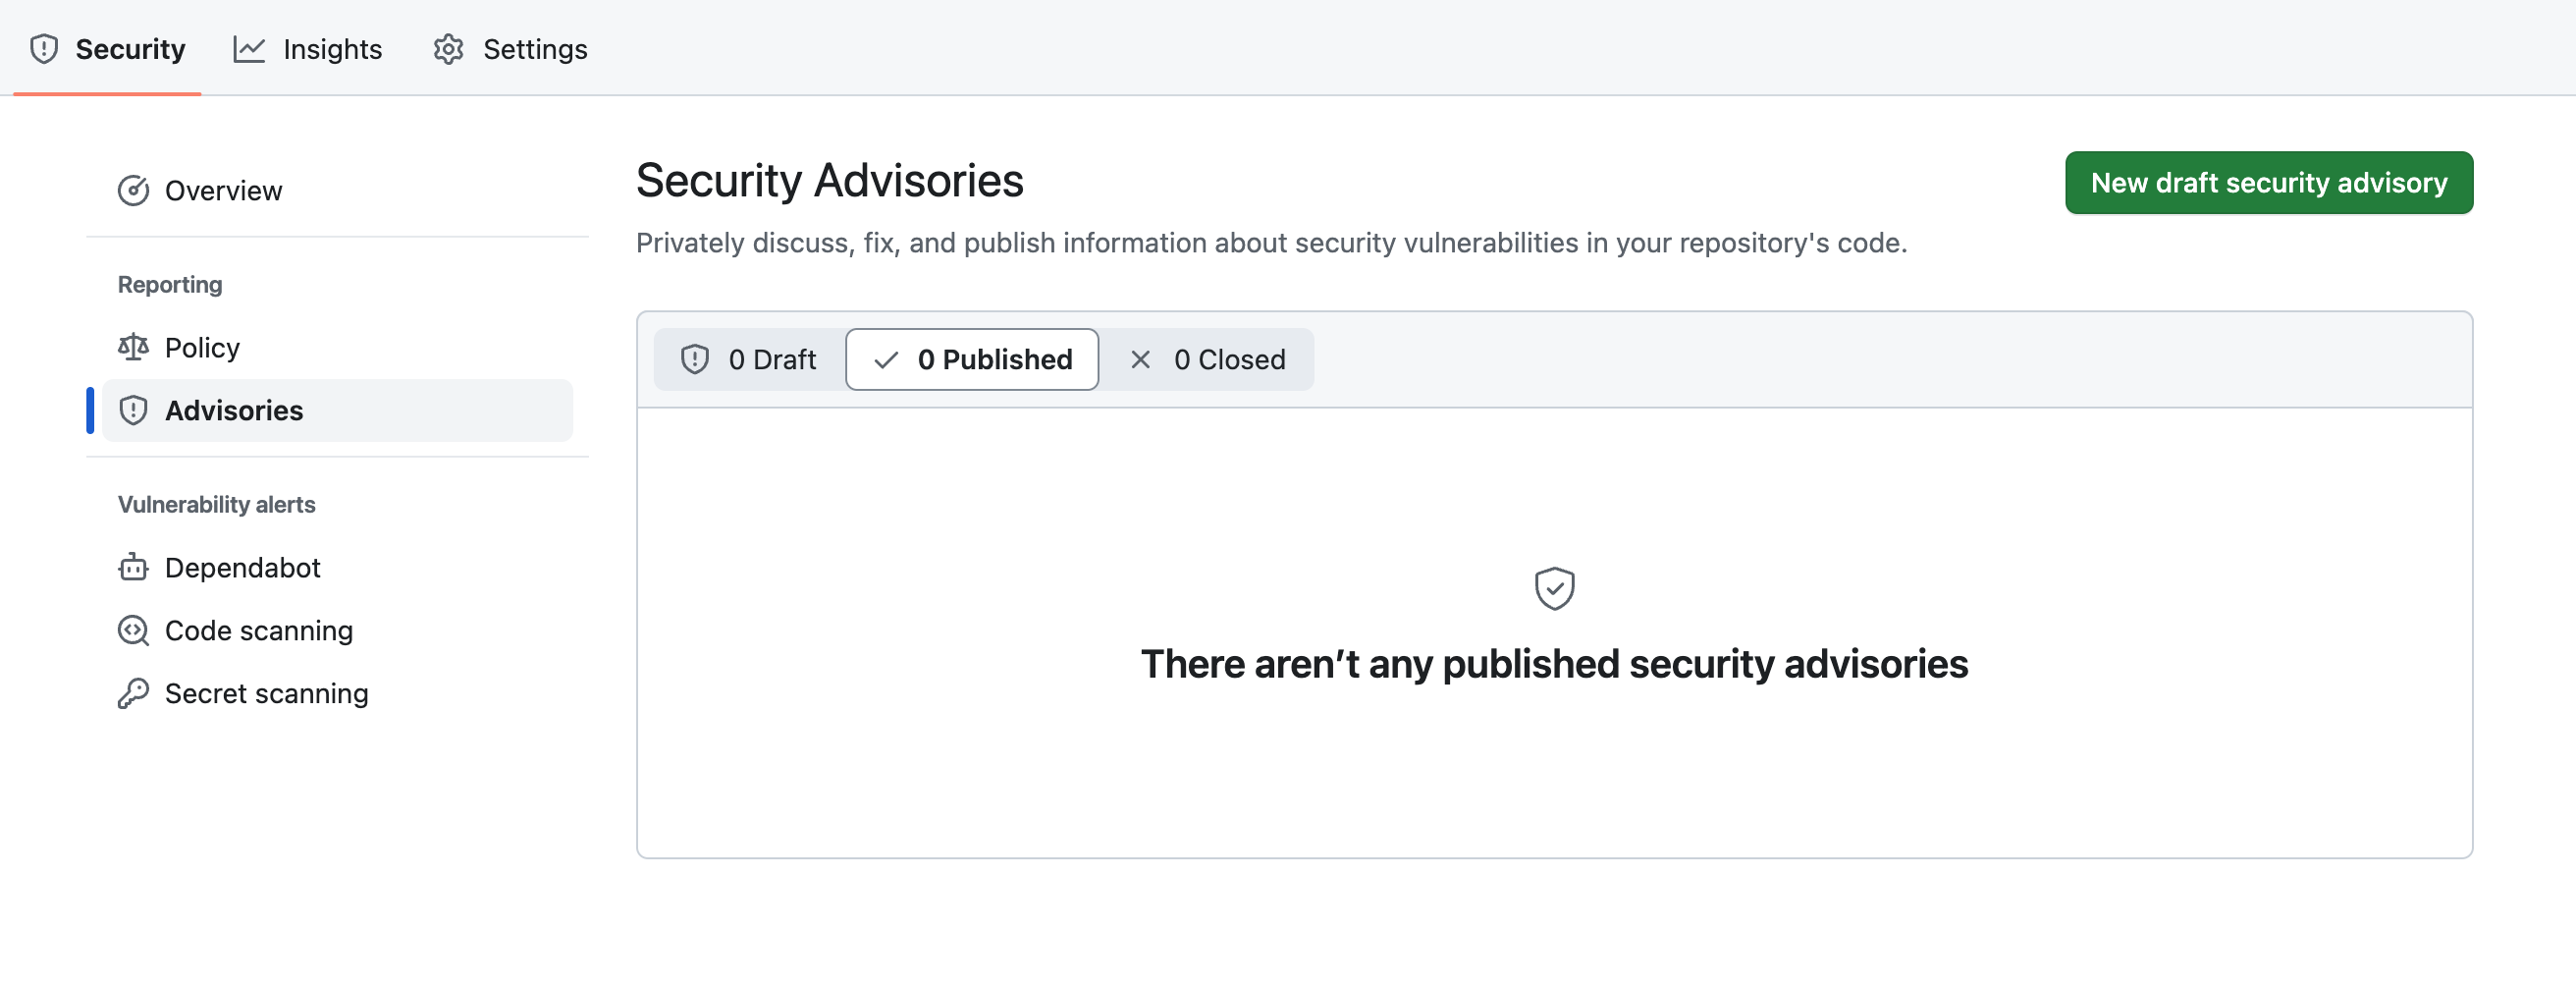 Security Insights Settings
Overview
Reporting
Policy
Advisories
Vulnerability alerts
Dependabot
Code scanning
Secret scanning
Security Advisories
New draft security advisory
Privately discuss, fix, and publish information about security vulnerabilities in your repository's code.
0 Draft 0 Published 0 Closed
There aren’t any published security advisories